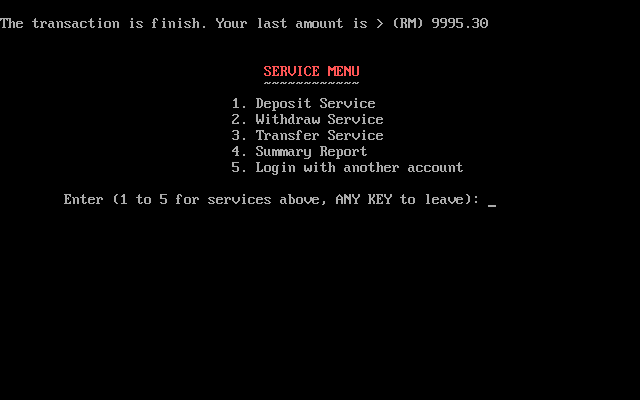 The transaction is finish. Your last amount is > (RM) 9995.30
SERVICE MENU
~~~~~~~~~~~~
1. Deposit Service
2. Withdraw Service
3. Transfer Service
4. Summary Report
5. Login with another account
Enter (1 to 5 for services above, ANY KEY to leave): _